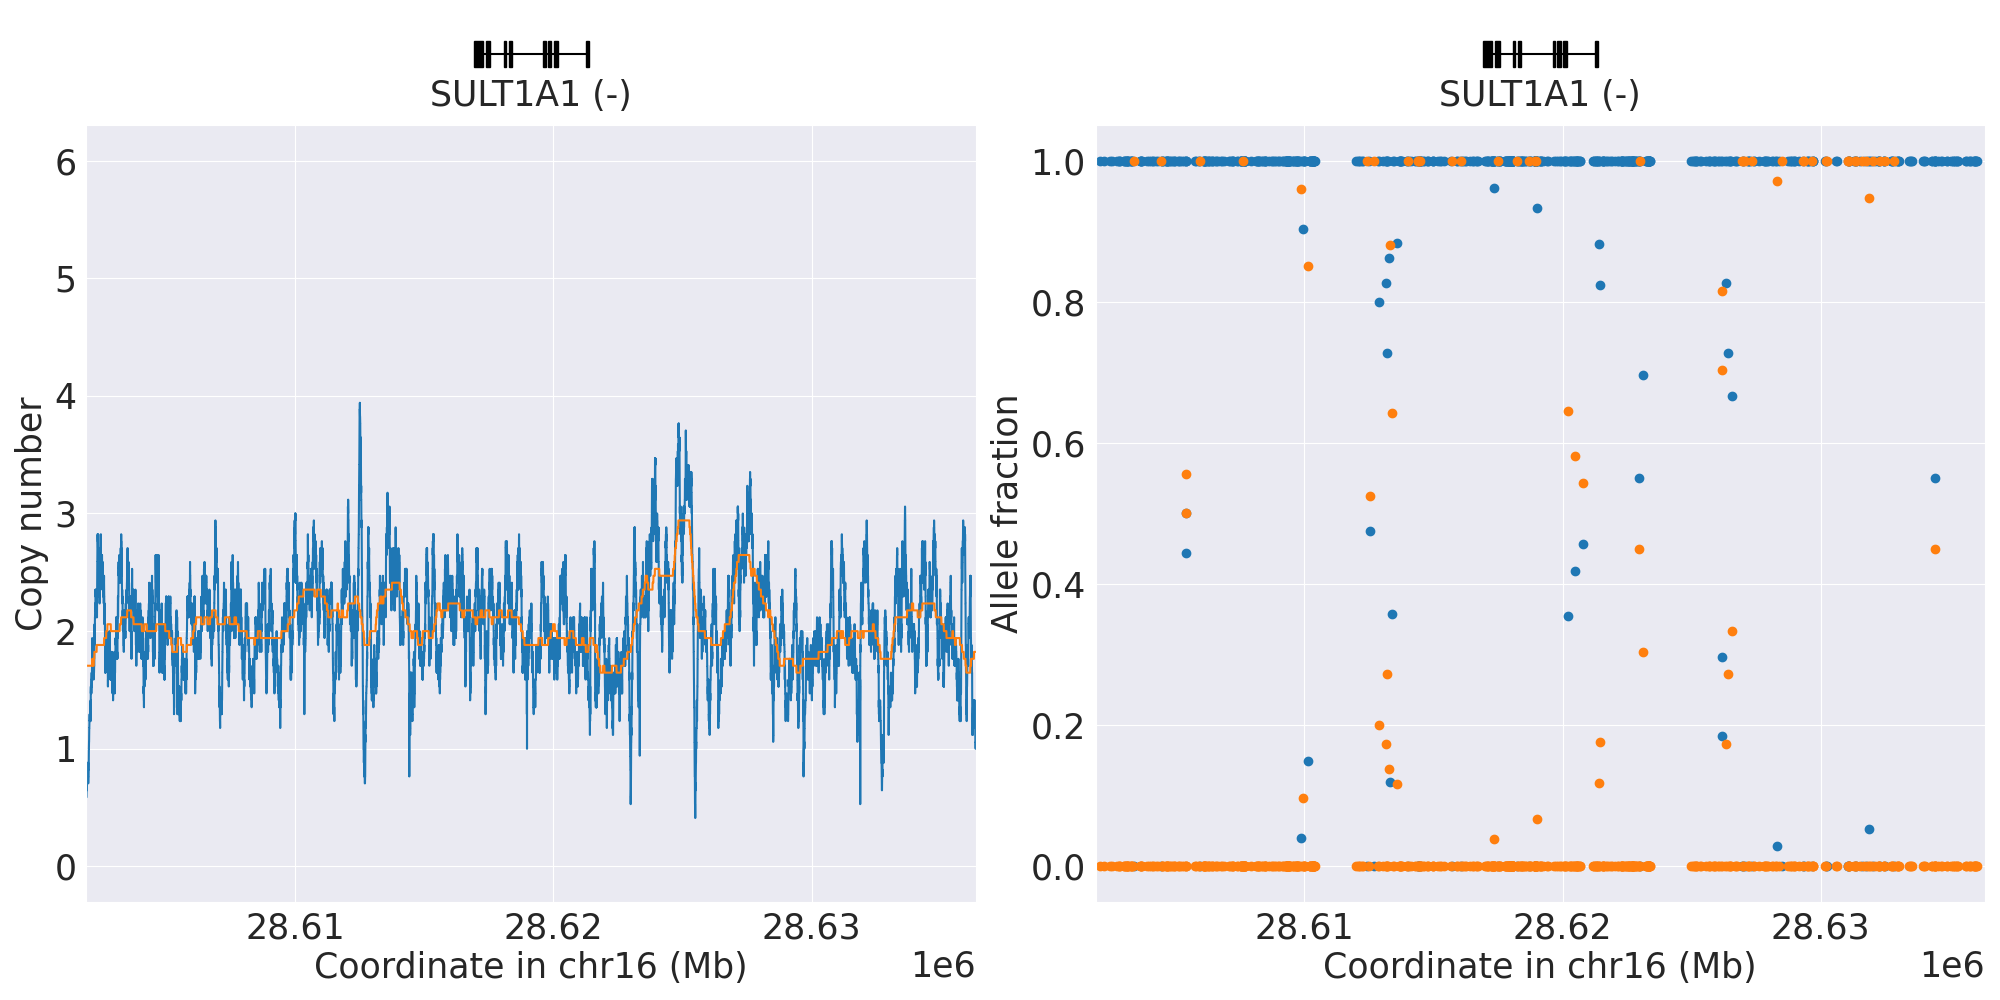 SULT1A1 (-)
Copy number
6
5
4
3
2
1
0
28.61
28.62
28.63
Coordinate in chr16 (Mb)
1e6
SULT1A1 (-)
Allele fraction
1.0
0.8
0.6
0.4
0.2
0.0
28.61
28.62
28.63
Coordinate in chr16 (Mb)
1e6